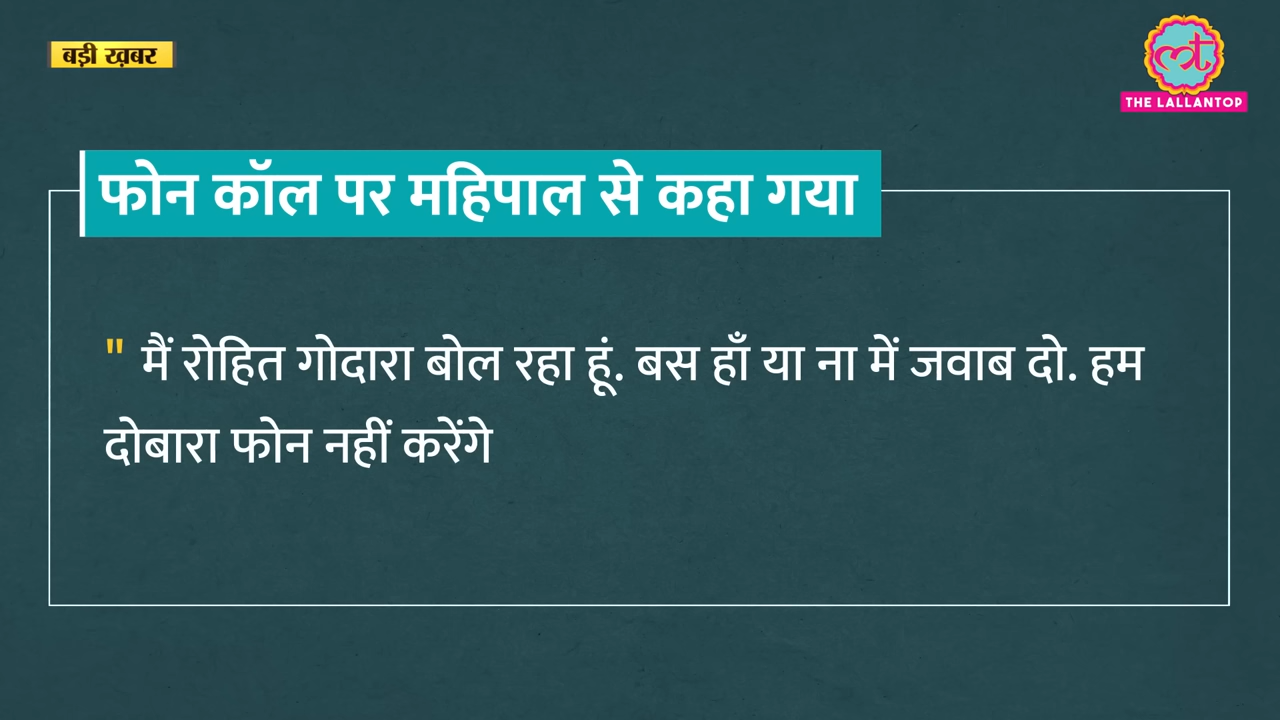 बड़ी ख़बर
THE LALLANTOP
फोन कॉल पर महिपाल से कहा गया
" मैं रोहित गोदारा बोल रहा हूं. बस हाँ या ना में जवाब दो. हम
दोबारा फोन नहीं करेंगे